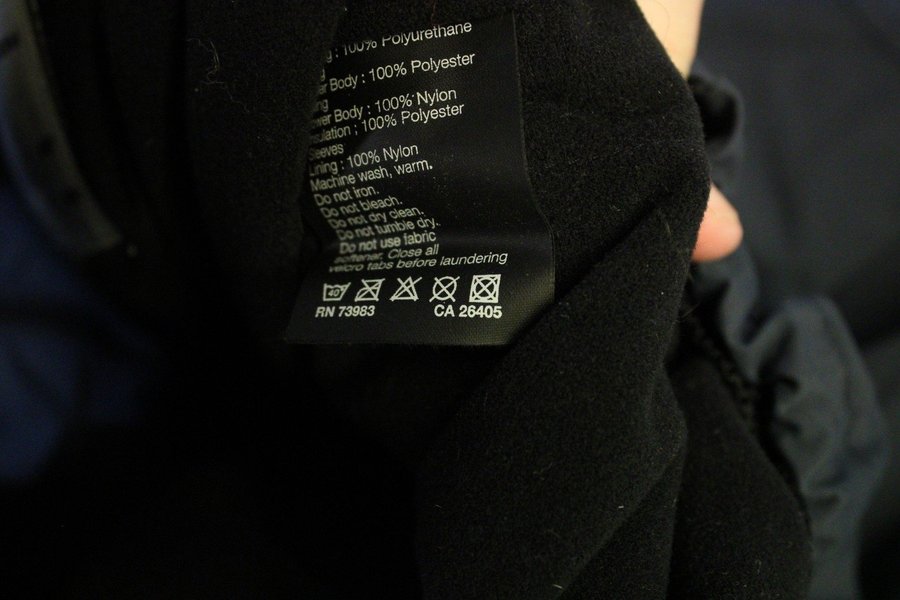 : 100% Polyurethane
Body : 100% Polyester
Body : 100% Nylon
: 100% Polyester
Sleeves
Lining : 100% Nylon
Machine wash, warm.
Do not iron.
Do not bleach.
Do not dry clean.
Do not tumble dry.
Do not use fabric
softener. Close all
velcro tabs before laundering
40°
RN 73983 CA 26405